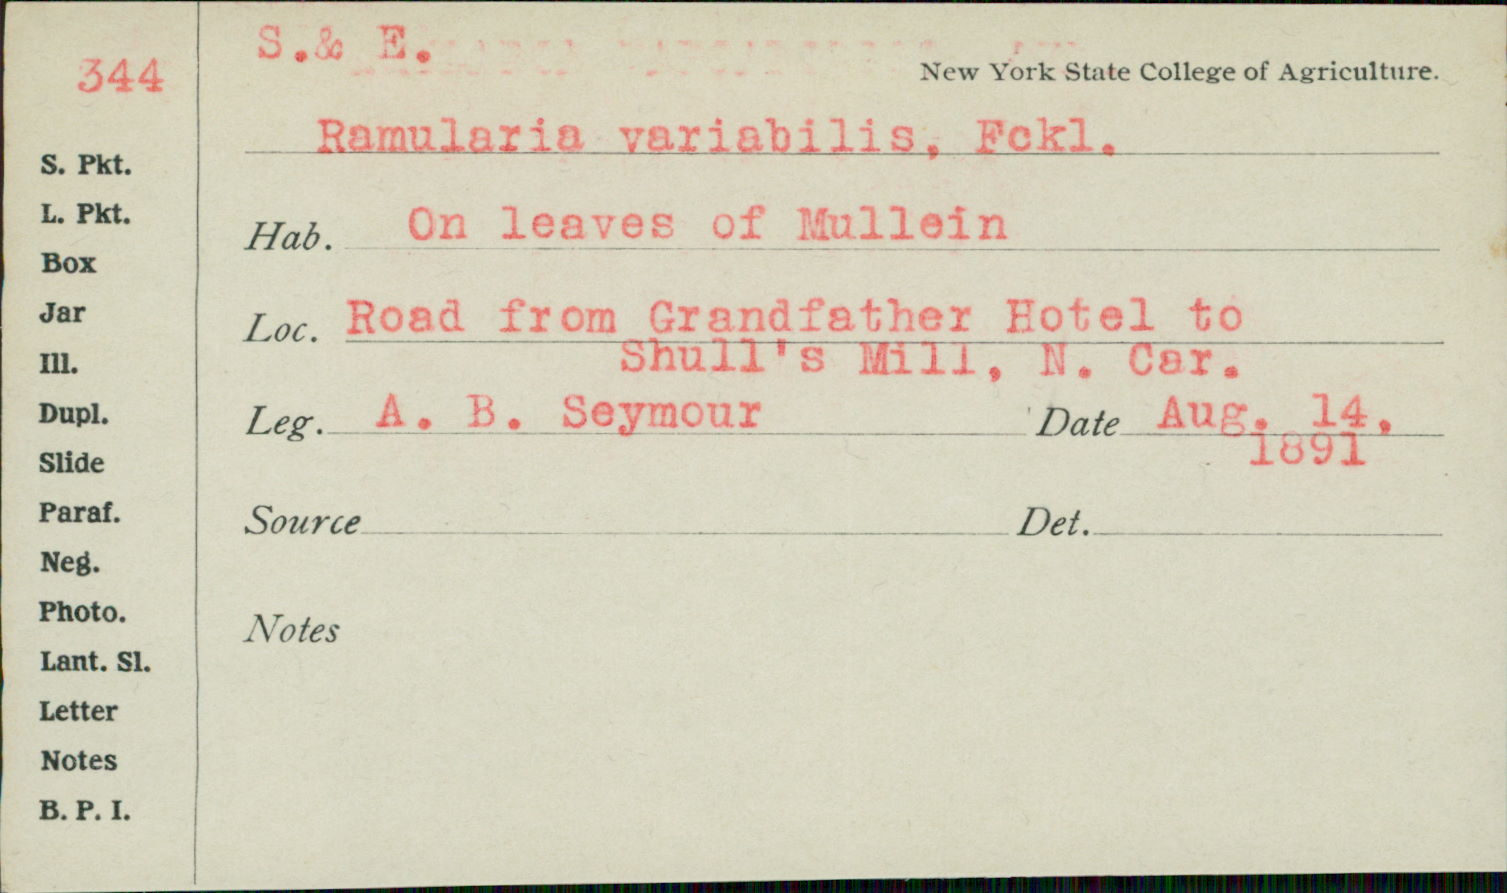 344
S.& E.
New York State College of Agriculture.
Ramularia variabilis, Fckl.
Hab. On leaves of Mullein
Loc. Road from Grandfather Hotel to
Shull's Mill, N. Car.
Leg. A. B. Seymour Date Aug. 14,
1891
Source Det.
Notes
S. Pkt.
L. Pkt.
Box
Jar
Ill.
Dupl.
Slide
Paraf.
Neg.
Photo.
Lant. Sl.
Letter
Notes
B. P. I.